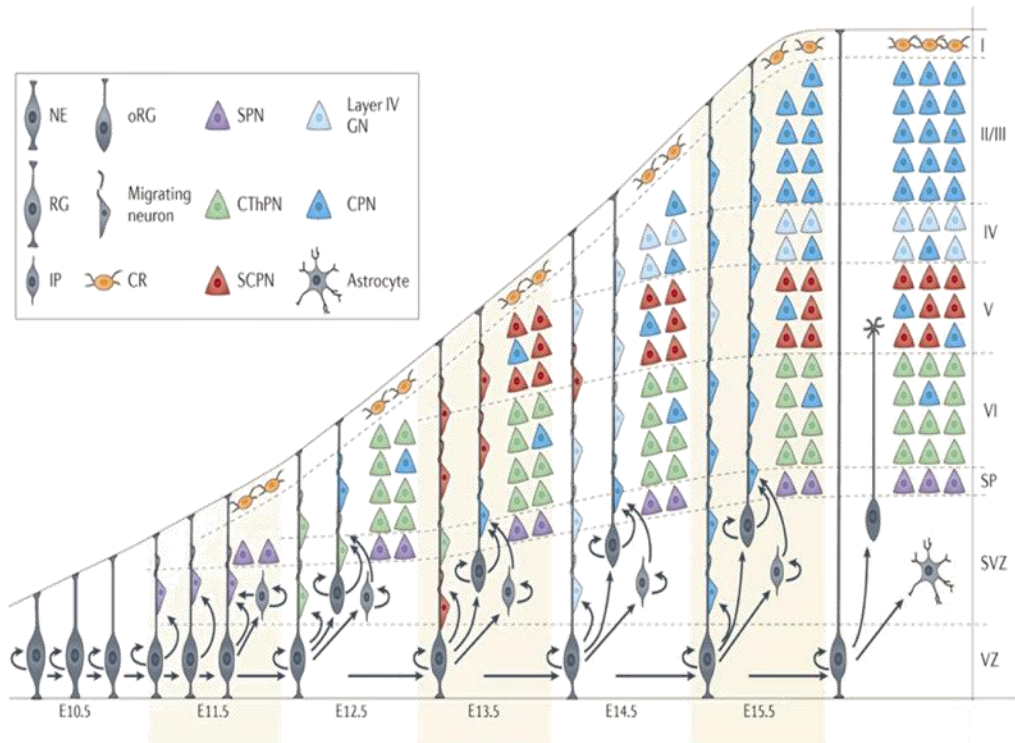 NE
oRG
SPN
Layer IV
GN
RG
Migrating
neuron
CThPN
CPN
IP
CR
SCPN
Astrocyte
I
II/III
IV
V
VI
SP
SVZ
VZ
E10.5
E11.5
E12.5
E13.5
E14.5
E15.5